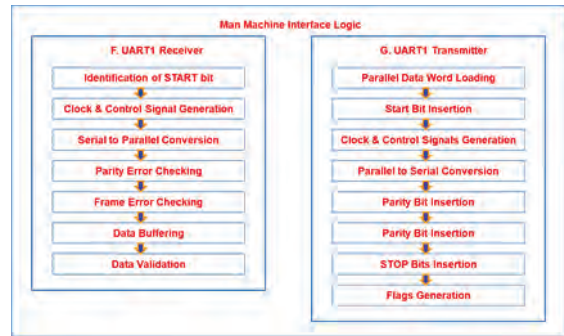 Man Machine Interface Logic
F. UART1 Receiver
Identification of START bit
Clock & Control Signal Generation
Serial to Parallel Conversion
Parity Error Checking
Frame Error Checking
Data Buffering
Data Validation
G. UART1 Transmitter
Parallel Data Word Loading
Start Bit Insertion
Clock & Control Signals Generation
Parallel to Serial Conversion
Parity Bit Insertion
Parity Bit Insertion
STOP Bits Insertion
Flags Generation